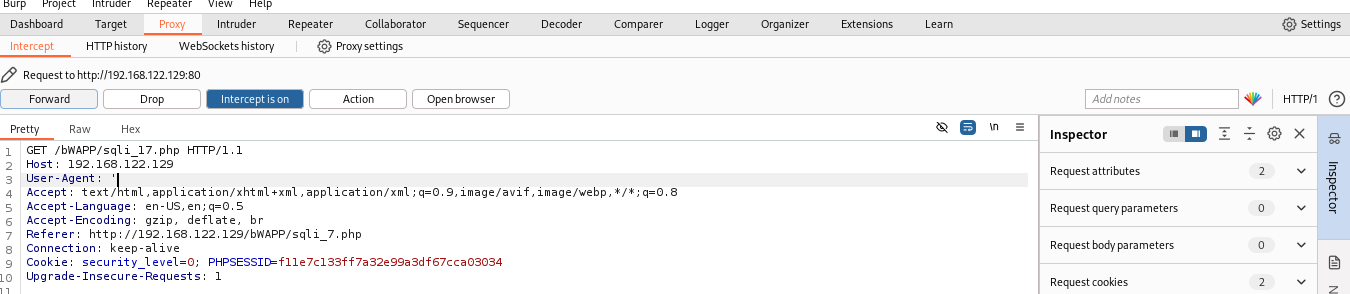 Burp Project Intruder Repeater View Help
Dashboard Target Proxy Intruder Repeater Collaborator Sequencer Decoder Comparer Logger Organizer Extensions Learn Settings
Intercept HTTP history WebSockets history Proxy settings
Request to http://192.168.122.129:80
Forward Drop Intercept is on Action Open browser Add notes HTTP/1
Pretty Raw Hex \n
Inspector
1 GET /bWAPP/sqli_17.php HTTP/1.1
2 Host: 192.168.122.129
3 User-Agent: '
4 Accept: text/html,application/xhtml+xml,application/xml;q=0.9,image/avif,image/webp,*/*;q=0.8
5 Accept-Language: en-US,en;q=0.5
6 Accept-Encoding: gzip, deflate, br
7 Referer: http://192.168.122.129/bWAPP/sqli_7.php
8 Connection: keep-alive
9 Cookie: security_level=0; PHPSESSID=f11e7c133ff7a32e99a3df67cca03034
10 Upgrade-Insecure-Requests: 1
11
Request attributes 2
Request query parameters 0
Request body parameters 0
Request cookies 2
Inspector